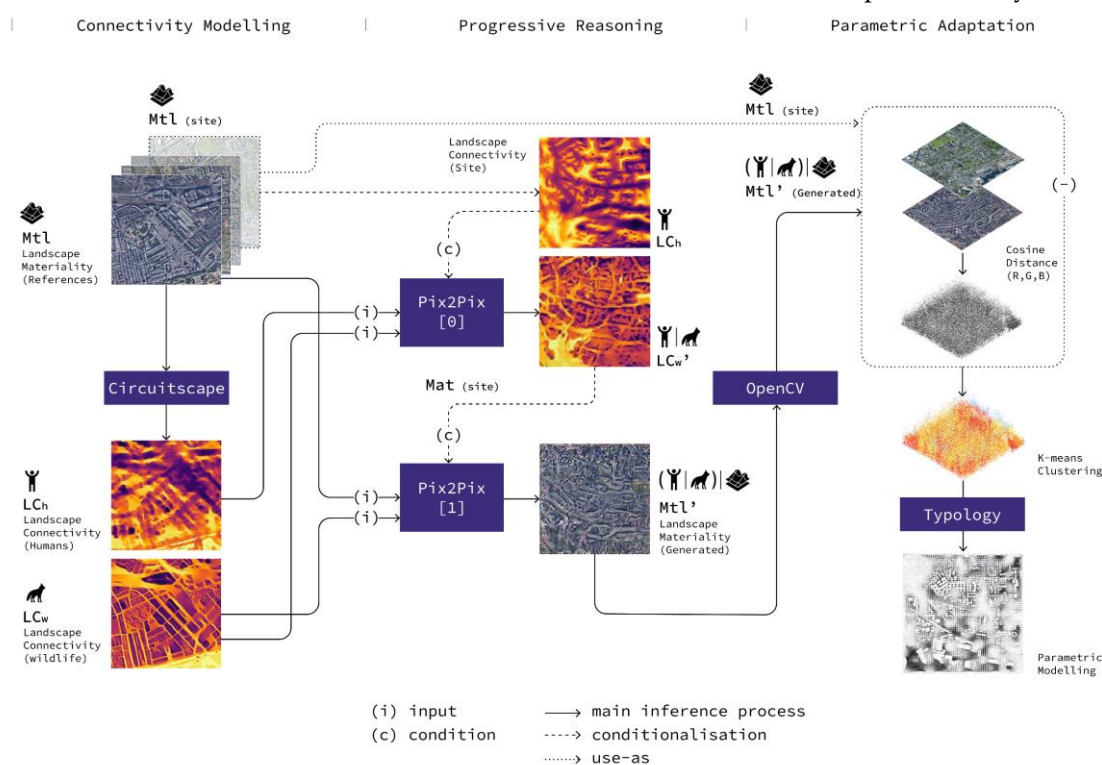 Connectivity Modelling
Progressive Reasoning
Parametric Adaptation
Mtl (site)
Mtl
Landscape
Materiality
(References)
Circuitscape
LCh
Landscape
Connectivity
(Humans)
LCw
Landscape
Connectivity
(wildlife)
Landscape
Connectivity
(Site)
LCh
(c)
(i)
(i)
Pix2Pix
[0]
LCw’
Mat (site)
(c)
(i)
(i)
Pix2Pix
[1]
( | )|
Mtl’
Landscape
Materiality
(Generated)
Mtl (site)
( | )|
Mtl’ (Generated)
OpenCV
(-)
Cosine
Distance
(R,G,B)
K-means
Clustering
Typology
Parametric
Modelling
(i) input
(c) condition
main inference process
conditionalisation
use-as